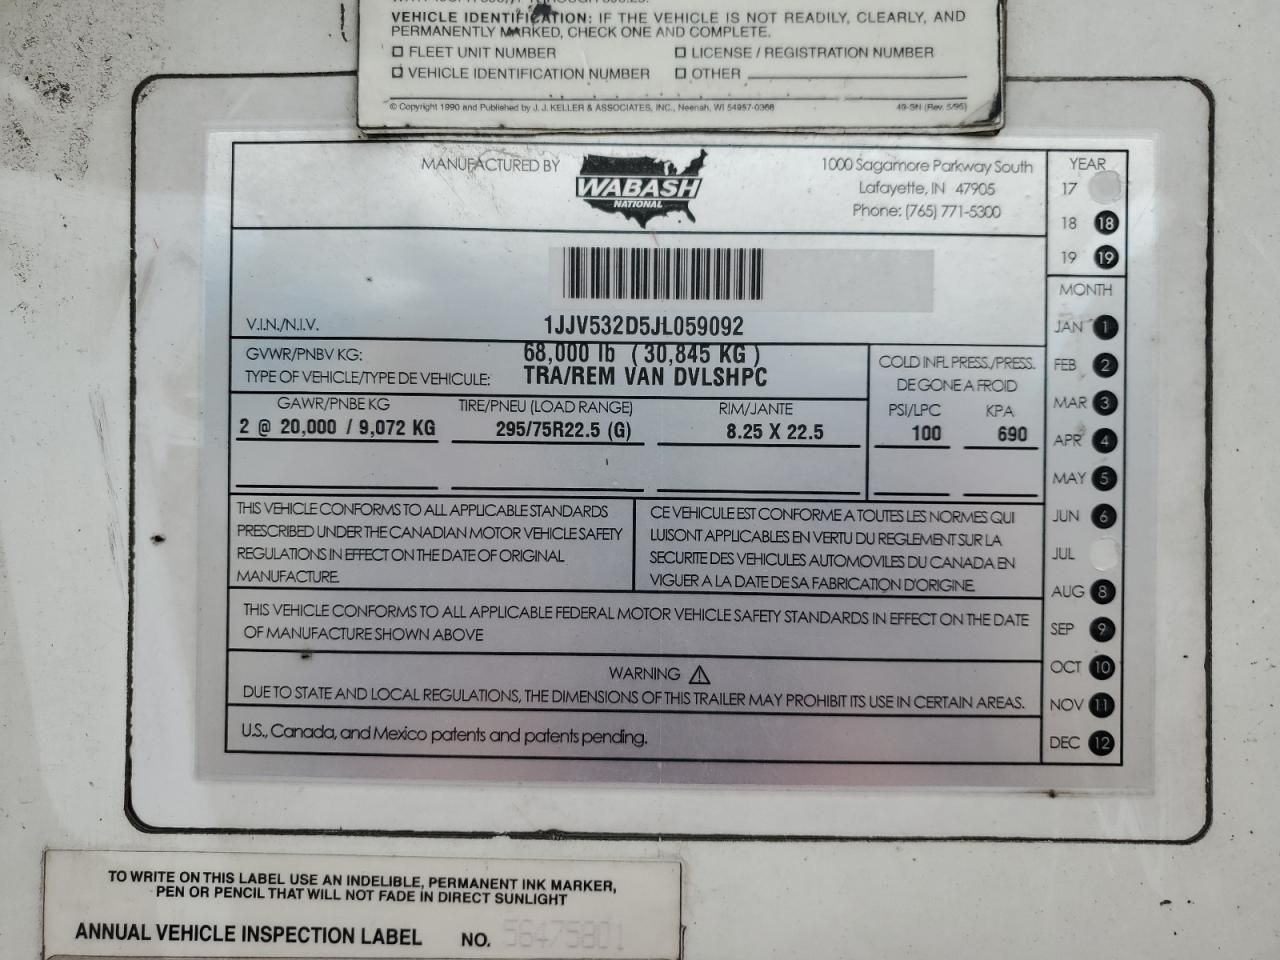 VEHICLE IDENTIFICATION: IF THE VEHICLE IS NOT READILY, CLEARLY, AND
PERMANENTLY MARKED, CHECK ONE AND COMPLETE.
FLEET UNIT NUMBER
LICENSE / REGISTRATION NUMBER
VEHICLE IDENTIFICATION NUMBER
OTHER
© Copyright 1990 and Published by J. J. KELLER & ASSOCIATES, INC., Neenah, WI 54957-0368
49-SN (Rev. 5/95)
MANUFACTURED BY
WABASH
NATIONAL
1000 Sagamore Parkway South
Lafayette, IN 47905
Phone: (765) 771-5300
YEAR
17
18 18
19 19
V.I.N./N.I.V.
1JJV532D5JL059092
GVWR/PNBV KG:
68,000 lb (30,845 KG)
TYPE OF VEHICLE/TYPE DE VEHICULE:
TRA/REM VAN DVLSHPC
COLD INFL PRESS./PRESS.
DE GONE A FROID
GAWR/PNBE KG
TIRE/PNEU (LOAD RANGE)
RIM/JANTE
PSI/LPC
KPA
2 @ 20,000 / 9,072 KG
295/75R22.5 (G)
8.25 X 22.5
100
690
MONTH
JAN 1
FEB 2
MAR 3
APR 4
MAY 5
JUN 6
JUL
AUG 8
SEP 9
OCT 10
NOV 11
DEC 12
THIS VEHICLE CONFORMS TO ALL APPLICABLE STANDARDS
PRESCRIBED UNDER THE CANADIAN MOTOR VEHICLE SAFETY
REGULATIONS IN EFFECT ON THE DATE OF ORIGINAL
MANUFACTURE.
CE VEHICULE EST CONFORME A TOUTES LES NORMES QUI
LUI SONT APPLICABLES EN VERTU DU REGLEMENT SUR LA
SECURITE DES VEHICULES AUTOMOVILES DU CANADA EN
VIGUER A LA DATE DE SA FABRICATION D'ORIGINE.
THIS VEHICLE CONFORMS TO ALL APPLICABLE FEDERAL MOTOR VEHICLE SAFETY STANDARDS IN EFFECT ON THE DATE
OF MANUFACTURE SHOWN ABOVE
WARNING
DUE TO STATE AND LOCAL REGULATIONS, THE DIMENSIONS OF THIS TRAILER MAY PROHIBIT ITS USE IN CERTAIN AREAS.
U.S., Canada, and Mexico patents and patents pending.
TO WRITE ON THIS LABEL USE AN INDELIBLE, PERMANENT INK MARKER,
PEN OR PENCIL THAT WILL NOT FADE IN DIRECT SUNLIGHT
ANNUAL VEHICLE INSPECTION LABEL NO. 56475801